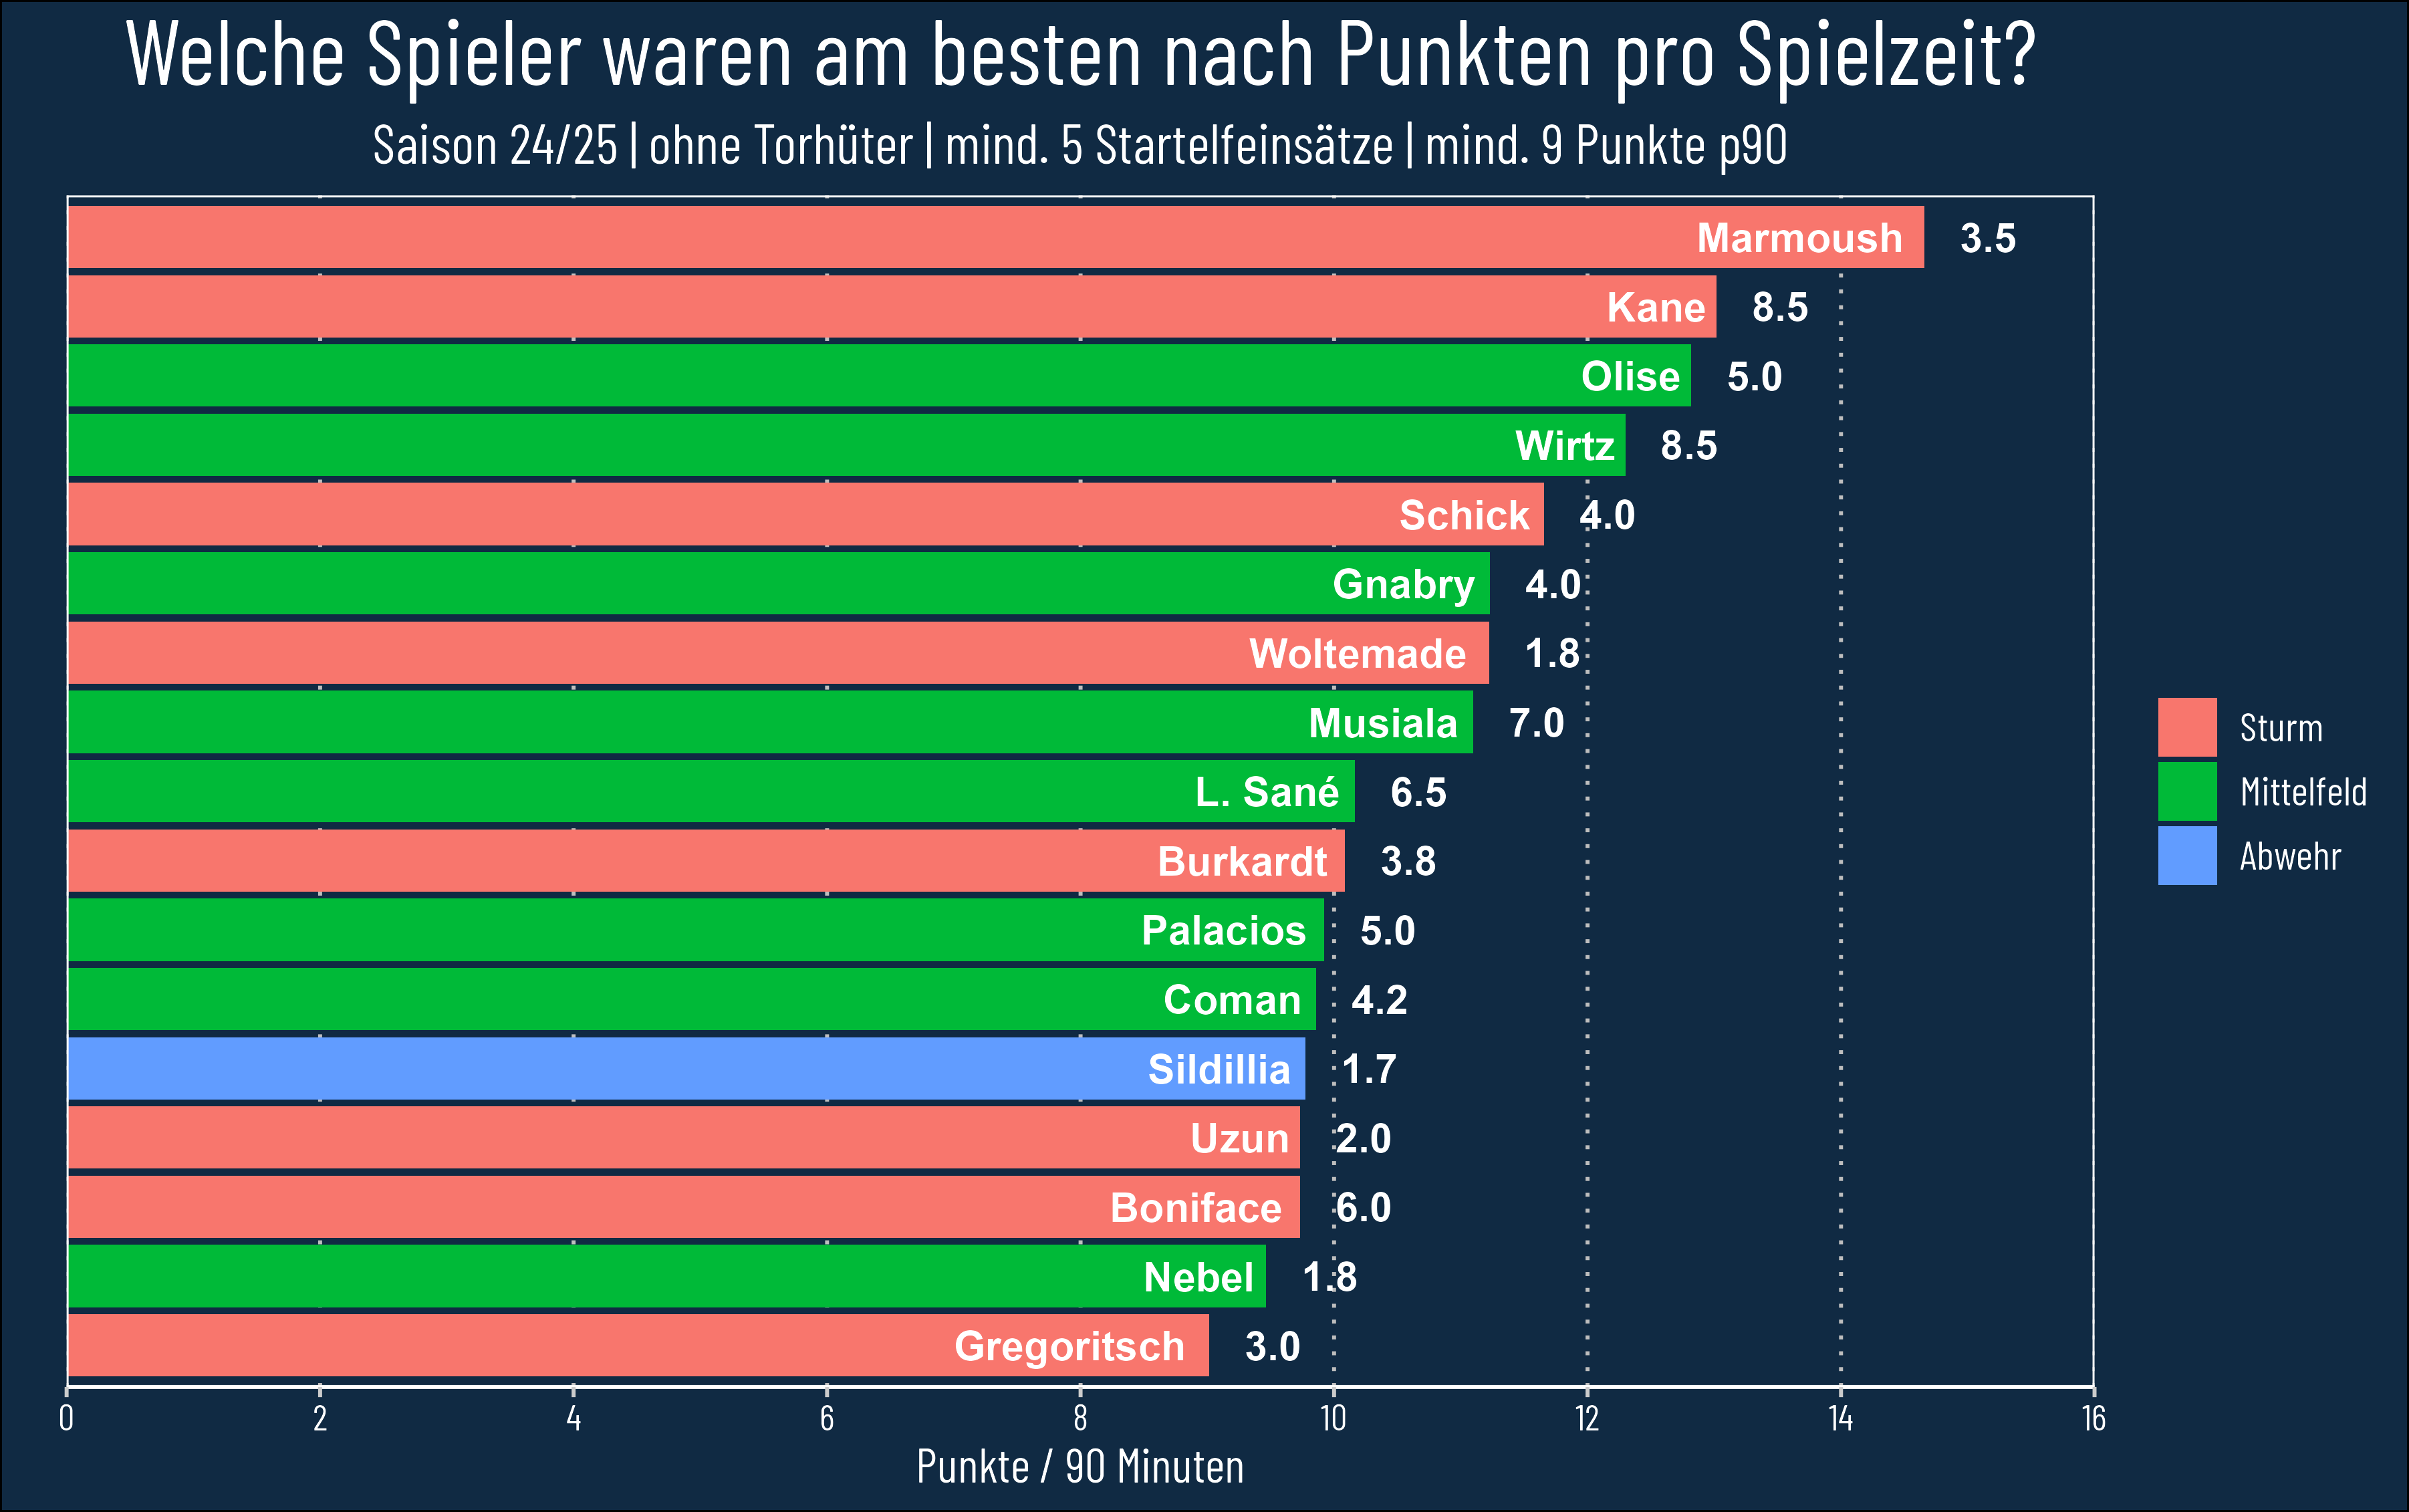 Welche Spieler waren am besten nach Punkten pro Spielzeit?
Saison 24/25 | ohne Torhüter | mind. 5 Startelfeinsätze | mind. 9 Punkte p90
Marmoush 3.5
Kane 8.5
Olise 5.0
Wirtz 8.5
Schick 4.0
Gnabry 4.0
Woltemade 1.8
Musiala 7.0
L. Sané 6.5
Burkardt 3.8
Palacios 5.0
Coman 4.2
Sildillia 1.7
Uzun 2.0
Boniface 6.0
Nebel 1.8
Gregoritsch 3.0
0 2 4 6 8 10 12 14 16
Punkte / 90 Minuten
Sturm
Mittelfeld
Abwehr